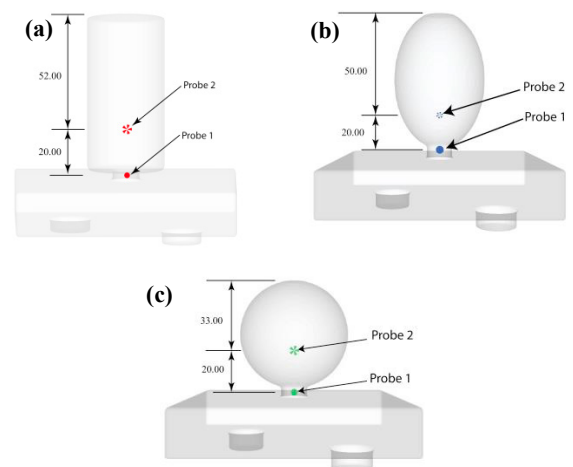 (a)
52.00
Probe 2
20.00
Probe 1
(b)
50.00
Probe 2
20.00
Probe 1
(c)
33.00
Probe 2
20.00
Probe 1